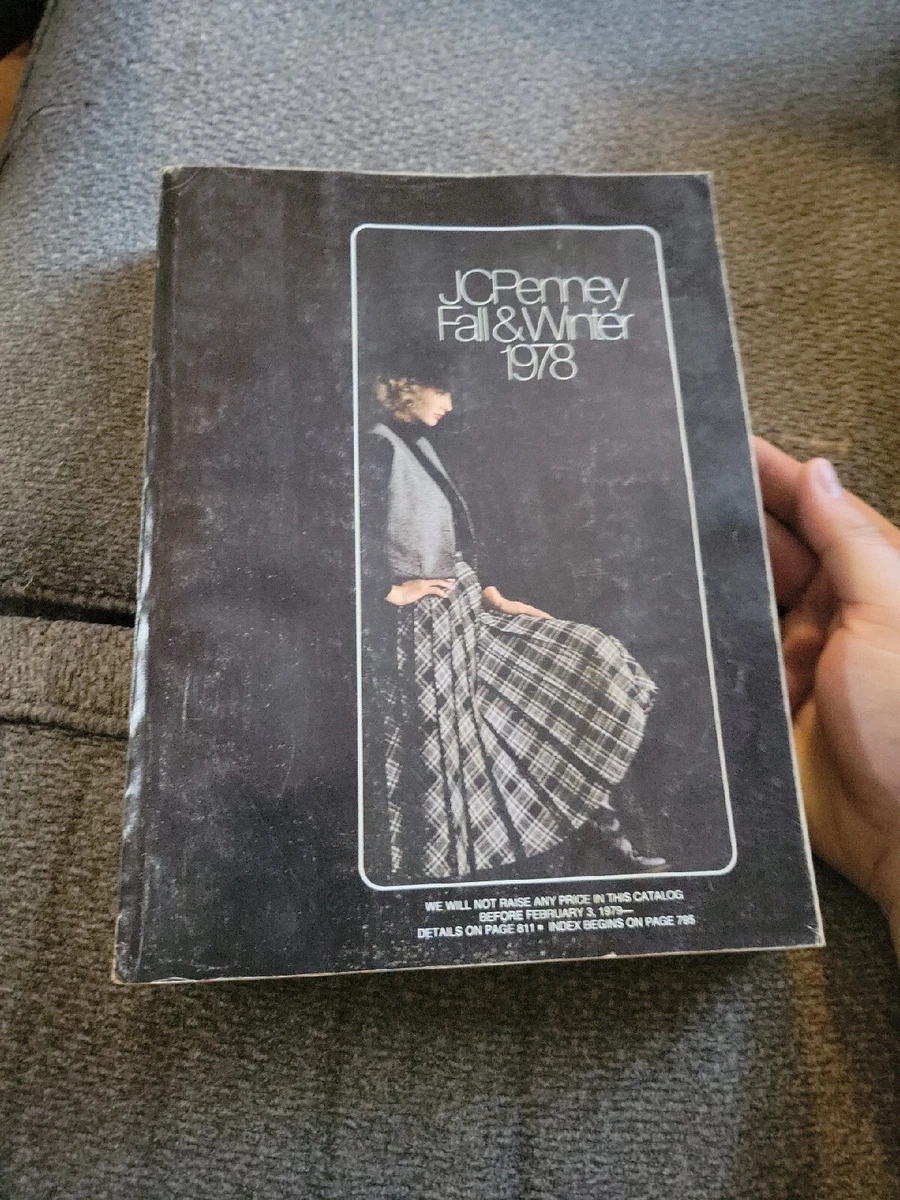 JCPenney
Fall & Winter
1978
WE WILL NOT RAISE ANY PRICE IN THIS CATALOG
BEFORE FEBRUARY 3, 1979—
DETAILS ON PAGE 811 • INDEX BEGINS ON PAGE 795